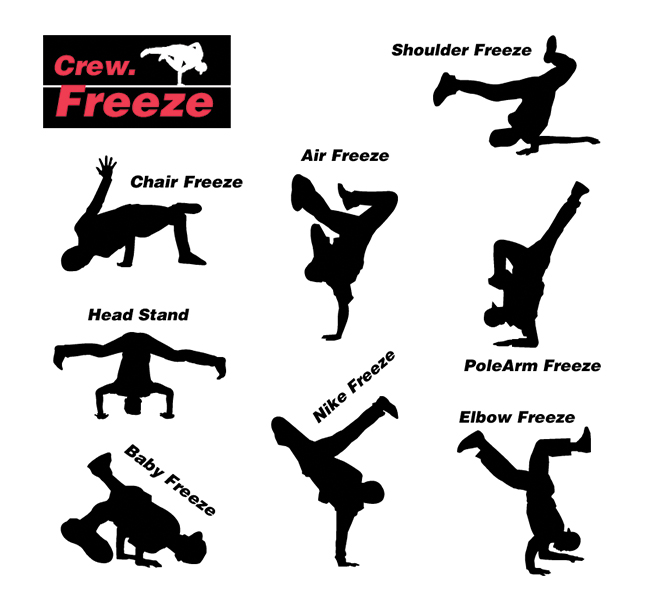 Crew.
Freeze
Shoulder Freeze
Air Freeze
Chair Freeze
Head Stand
Nike Freeze
PoleArm Freeze
Elbow Freeze
Baby Freeze